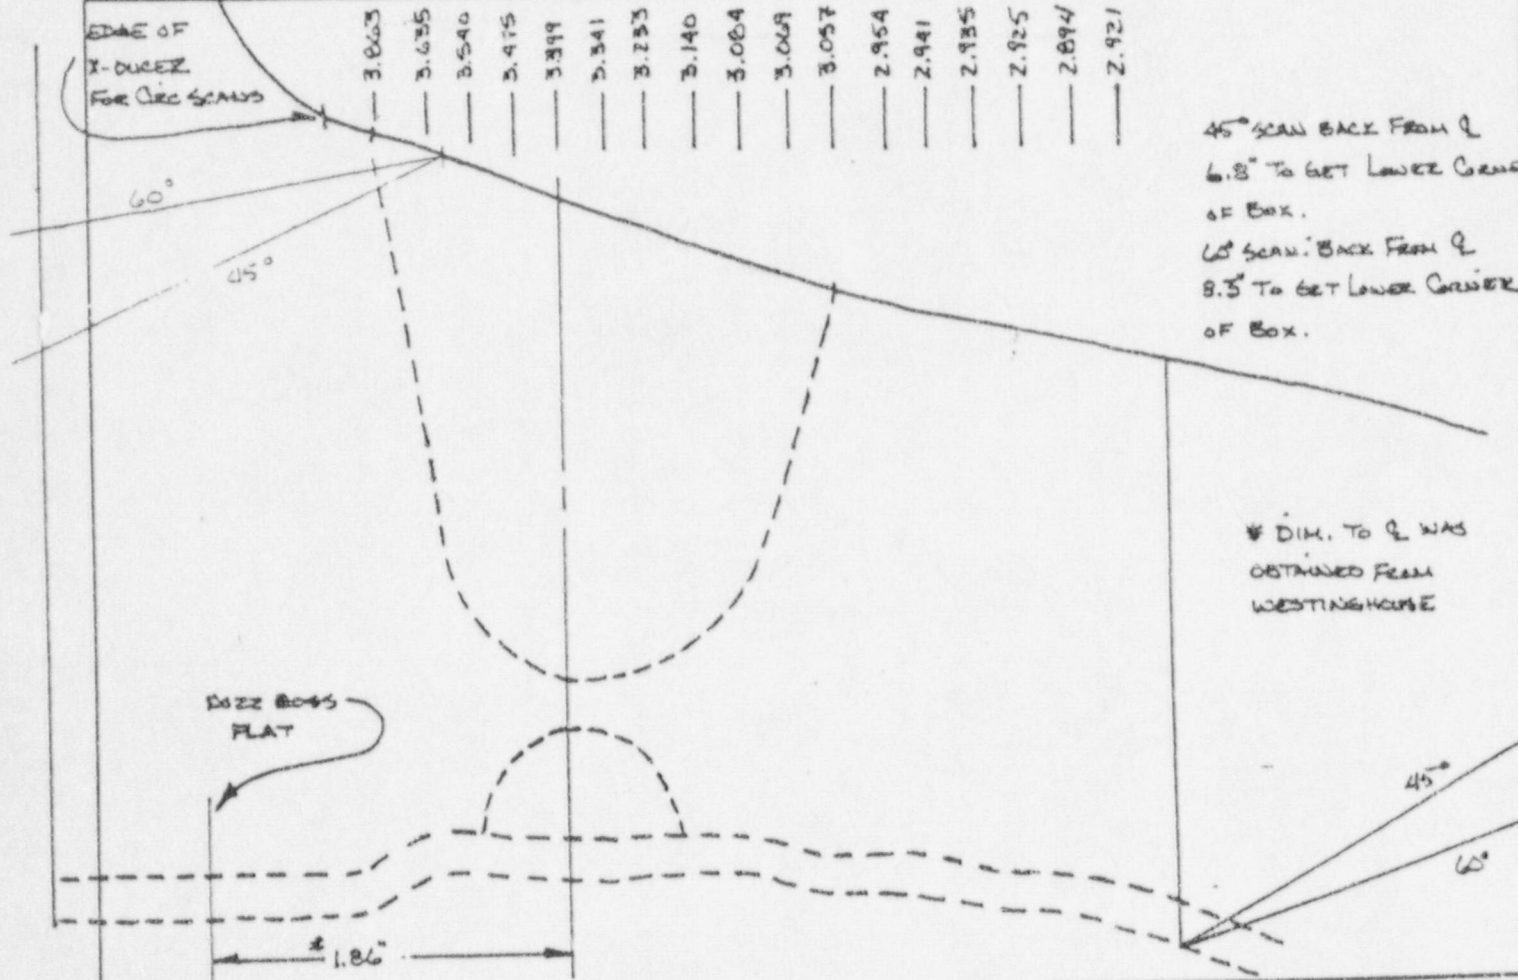 EDGE OF
X-DUCER
FOR CIRC SCANS
3.863
3.635
3.540
3.475
3.399
3.341
3.233
3.140
3.084
3.069
3.057
2.954
2.941
2.935
2.925
2.894
2.921
45° SCAN BACK FROM ℄
6.8" TO GET LOWER CORNE
OF BOX.
60° SCAN. BACK FROM ℄
8.5" TO GET LOWER CORNER
OF BOX.
60°
45°
* DIM. TO ℄ WAS
OBTAINED FROM
WESTINGHOUSE
BOSS
FLAT
45°
60°
* 1.86"